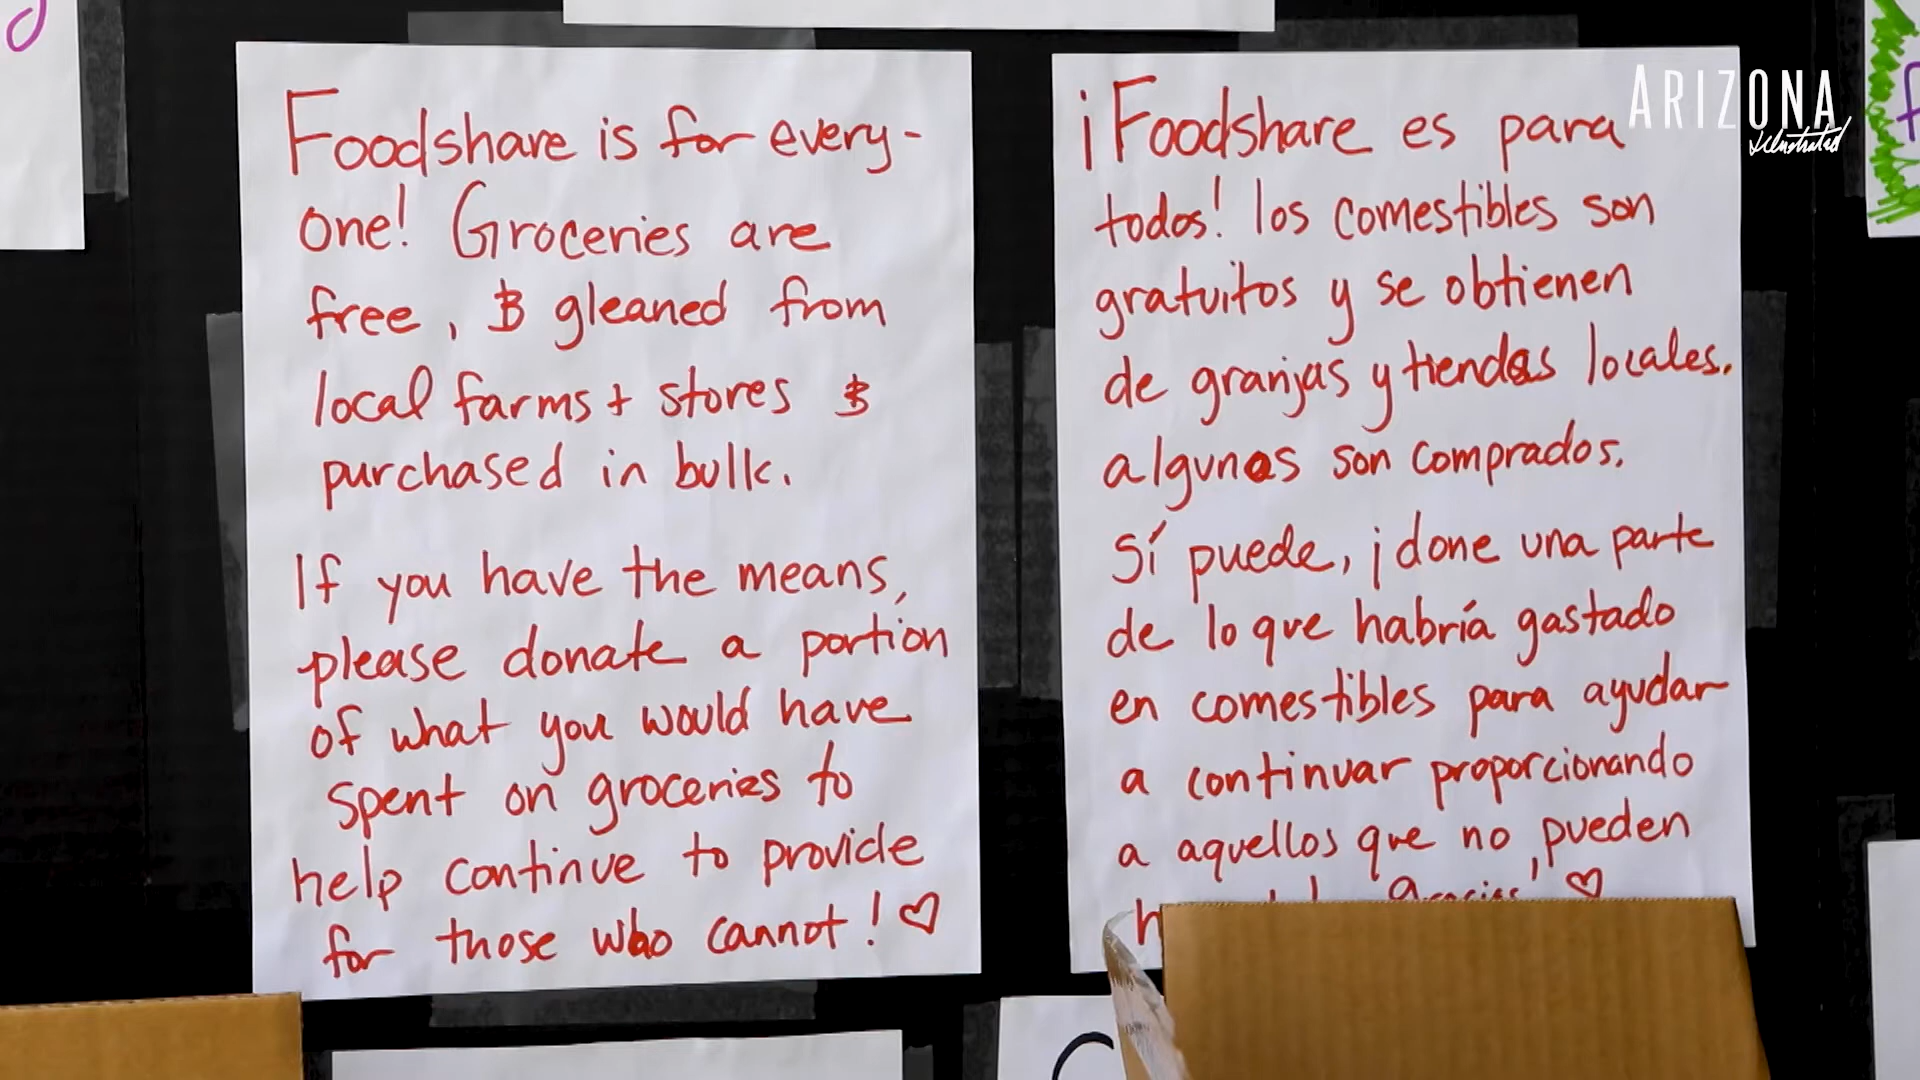 Foodshare is for every-
one! Groceries are
free, & gleaned from
local farms + stores &
purchased in bulk.
If you have the means,
please donate a portion
of what you would have
spent on groceries to
help continue to provide
for those who cannot! ♡
¡Foodshare es para
todos! los comestibles son
gratuitos y se obtienen
de granjas y tiendas locales.
algunos son comprados.
Sí puede, ¡done una parte
de lo que habría gastado
en comestibles para ayudar
a continuar proporcionando
a aquellos que no pueden
Gracias! ♡
ARIZONA
illustrated